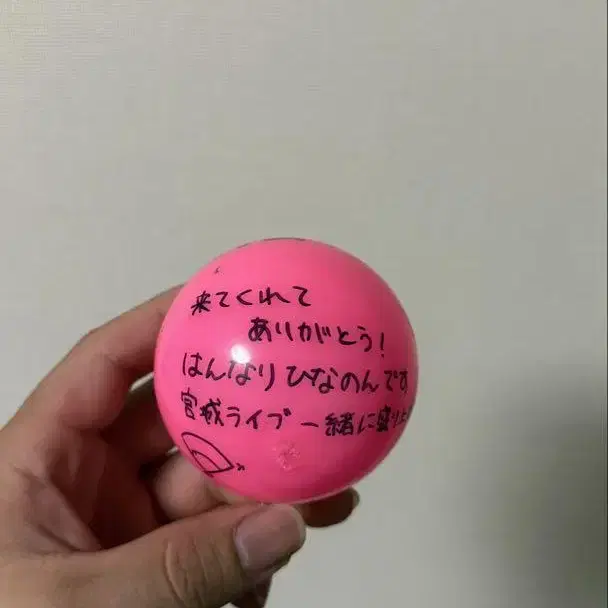 来てくれて
ありがとう!
はんなりひなのんです
宮城ライブ一緒に盛り上